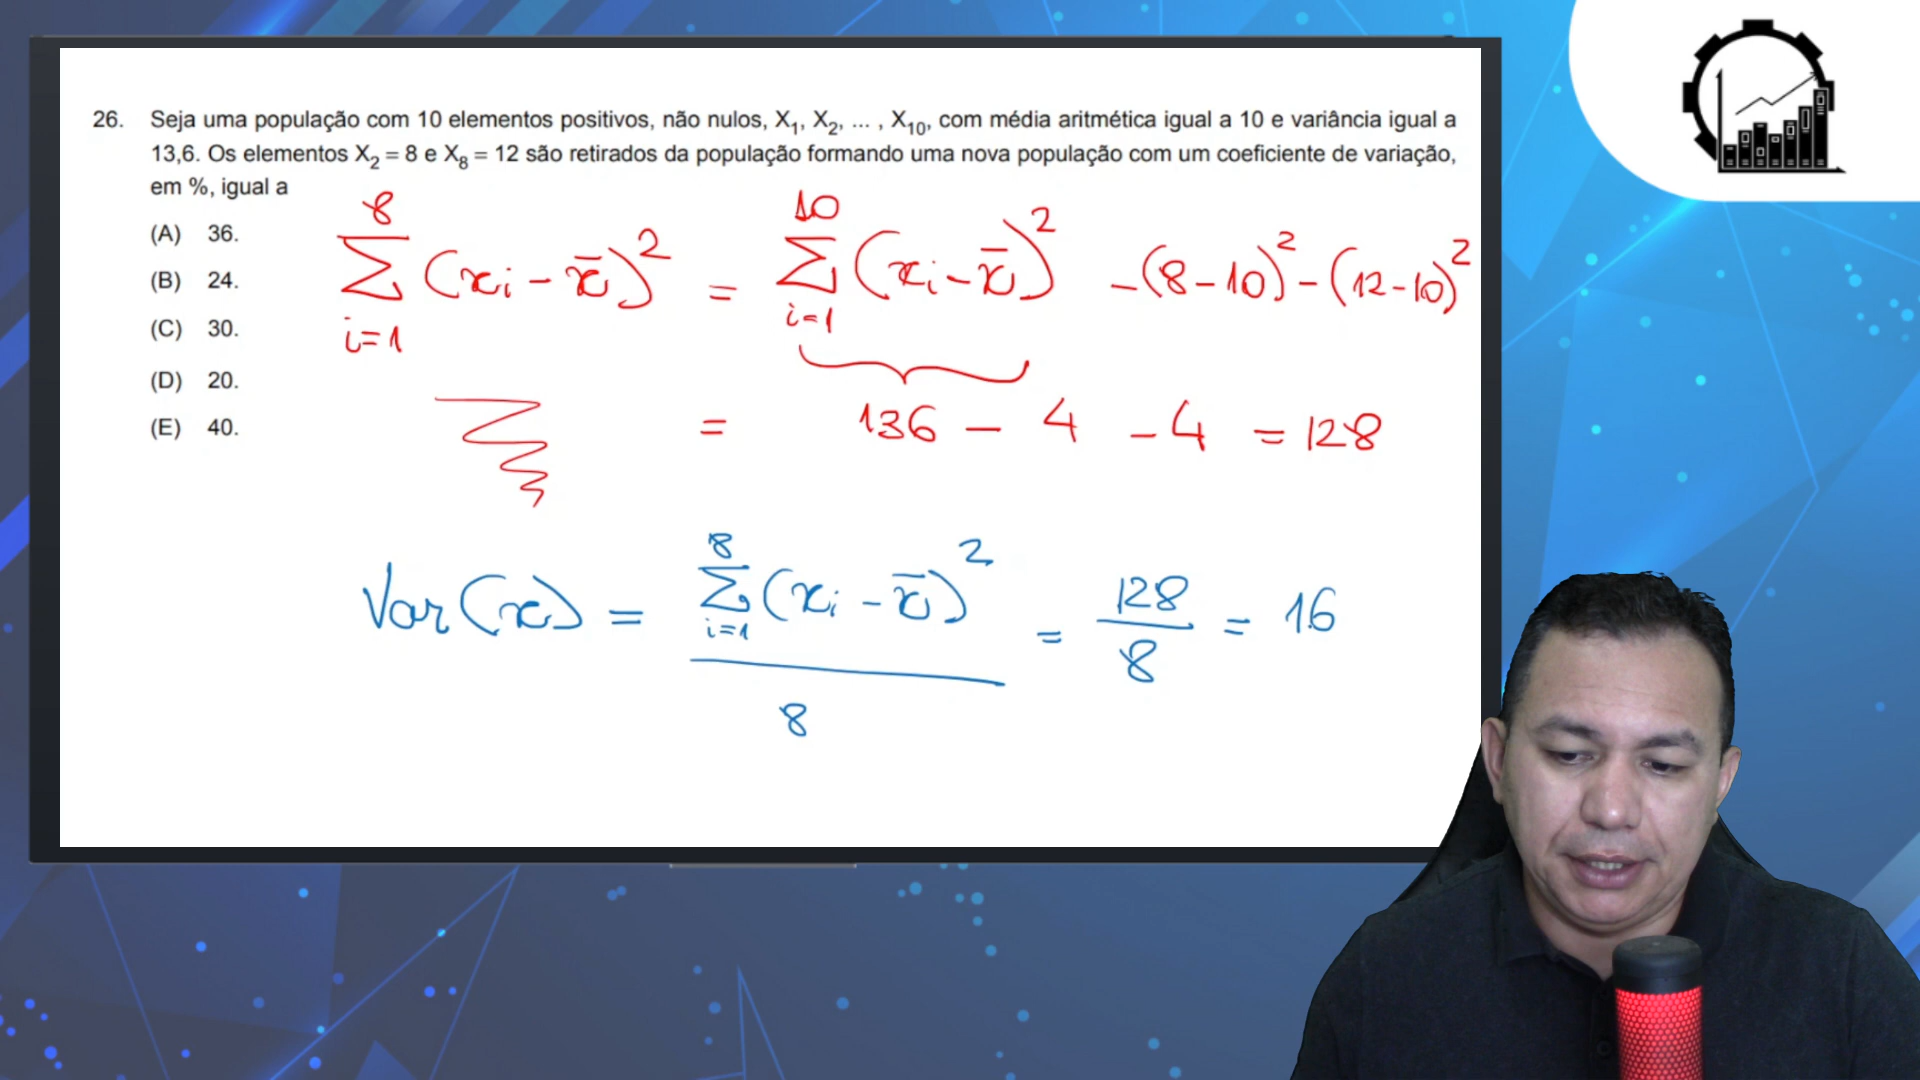 26. Seja uma população com 10 elementos positivos, não nulos, X₁, X₂, ... , X₁₀, com média aritmética igual a 10 e variância igual a
13,6. Os elementos X₂ = 8 e X₈ = 12 são retirados da população formando uma nova população com um coeficiente de variação,
em %, igual a
(A) 36.
(B) 24.
(C) 30.
(D) 20.
(E) 40.
8 Σ i=1 (xi − x̄)² = 10 Σ i=1 (xi − x̄)² − (8−10)² − (12−10)²
= 136 − 4 − 4 = 128
Var(x) = 8 Σ i=1 (xi − x̄)² / 8 = 128 / 8 = 16